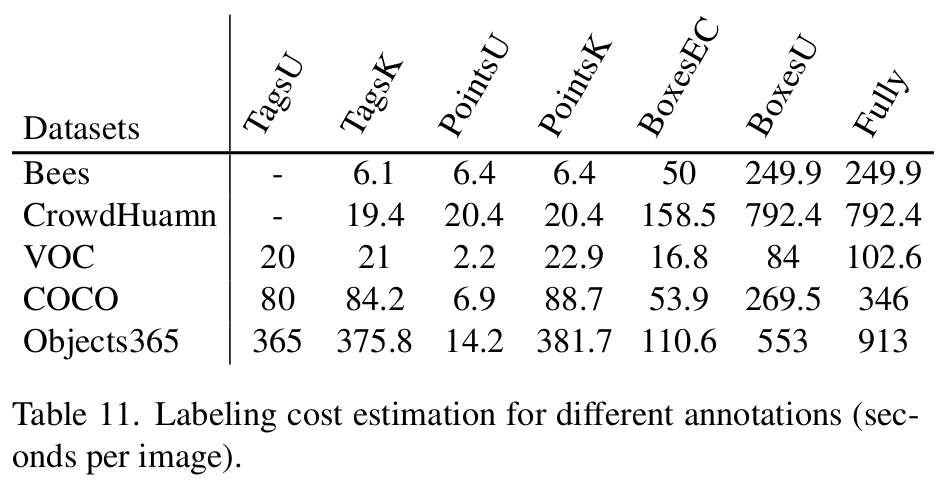 Datasets TagsU TagsK PointsU PointsK BoxesEC BoxesU Fully
Bees - 6.1 6.4 6.4 50 249.9 249.9
CrowdHuamn - 19.4 20.4 20.4 158.5 792.4 792.4
VOC 20 21 2.2 22.9 16.8 84 102.6
COCO 80 84.2 6.9 88.7 53.9 269.5 346
Objects365 365 375.8 14.2 381.7 110.6 553 913
Table 11. Labeling cost estimation for different annotations (sec-
onds per image).